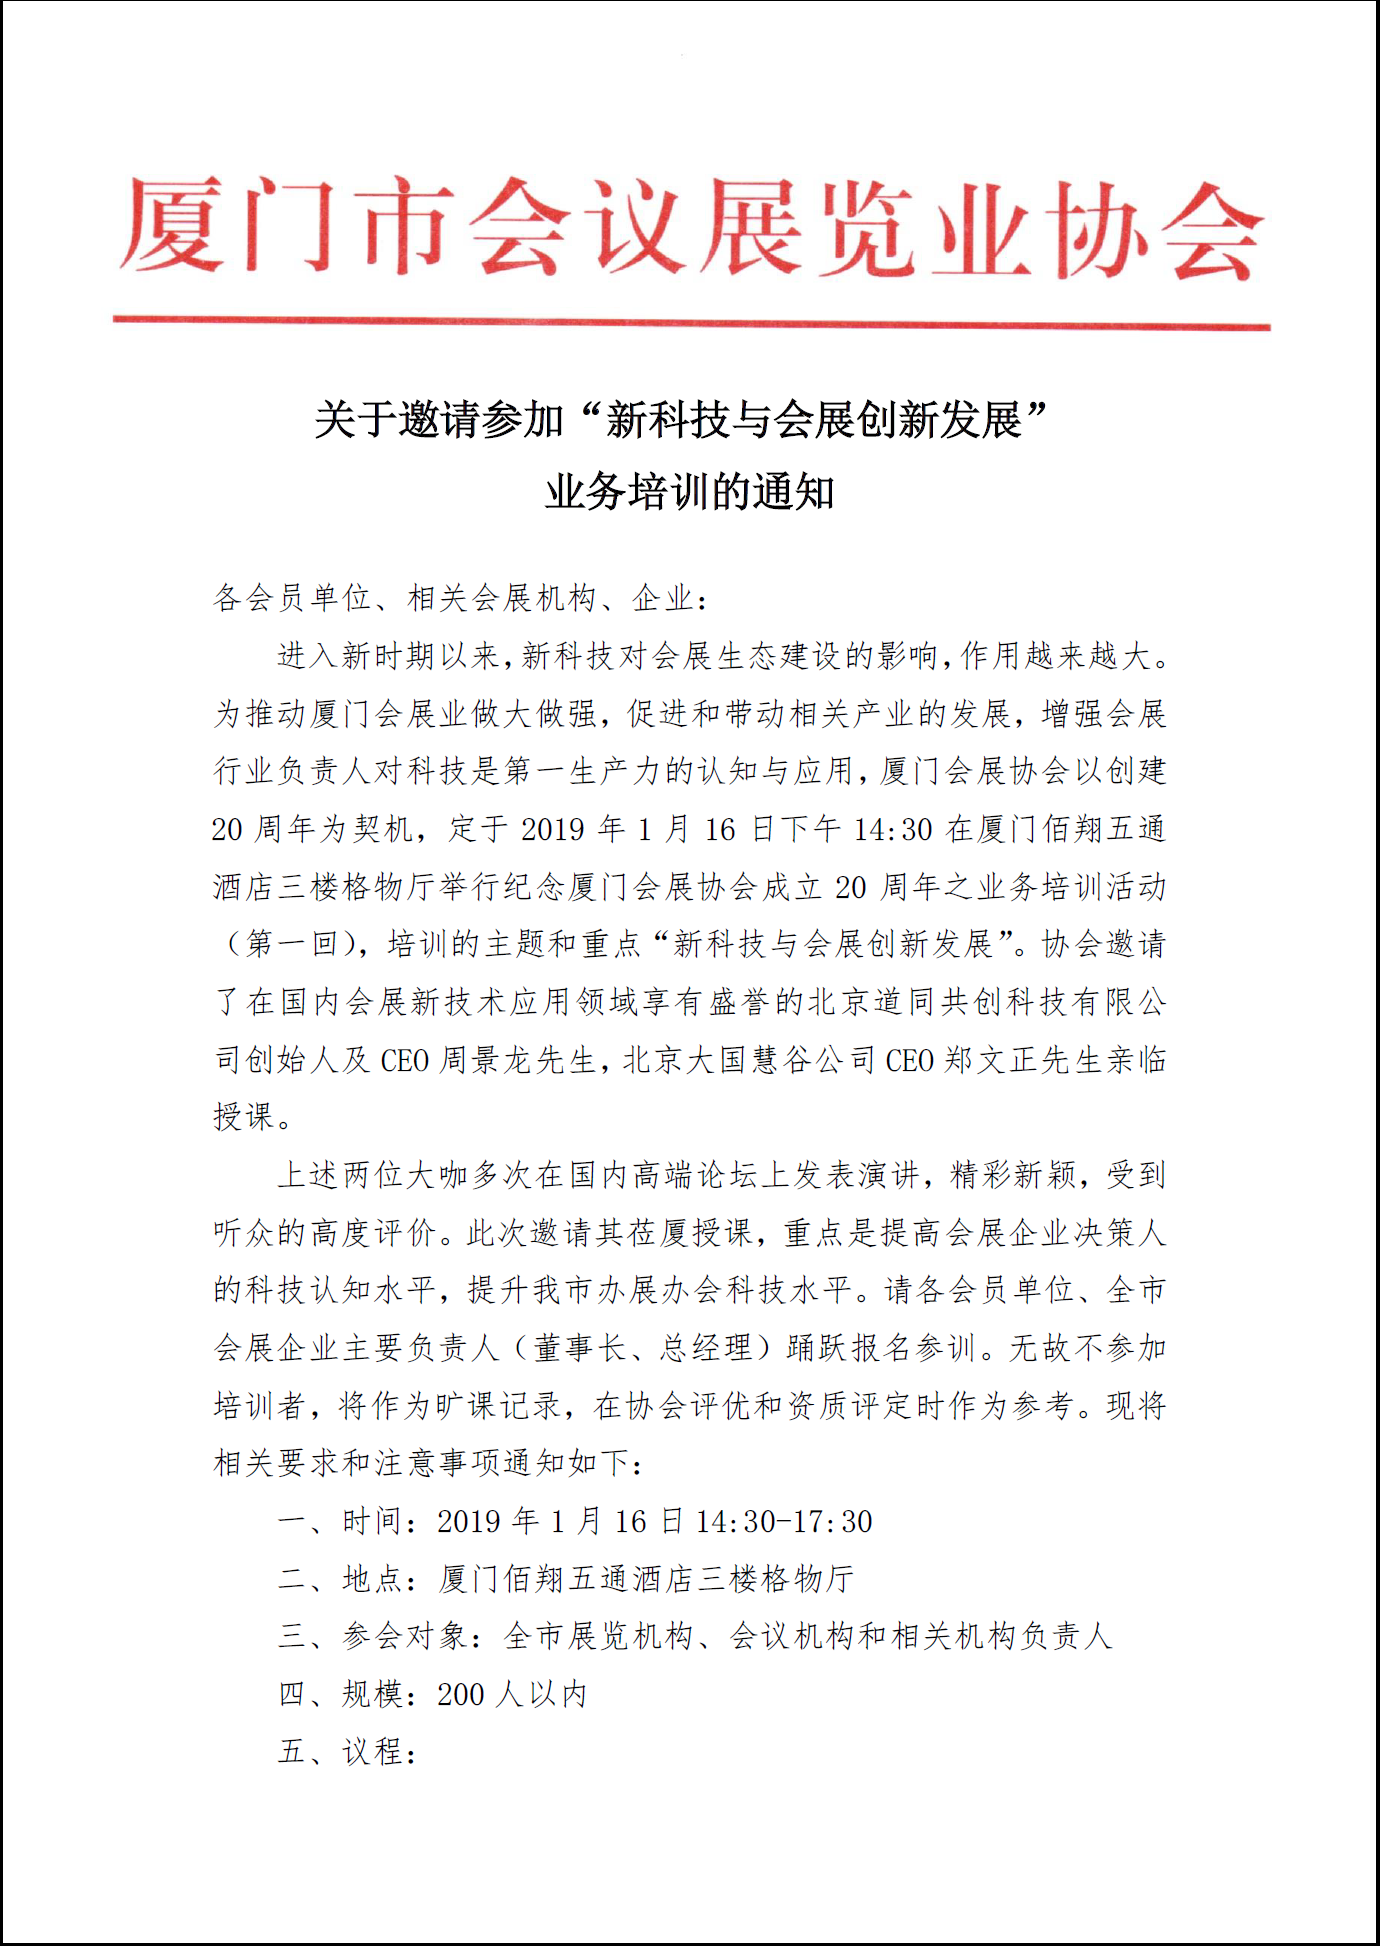 厦门市会议展览业协会
关于邀请参加“新科技与会展创新发展”
业务培训的通知
各会员单位、相关会展机构、企业：
进入新时期以来，新科技对会展生态建设的影响，作用越来越大。
为推动厦门会展业做大做强，促进和带动相关产业的发展，增强会展
行业负责人对科技是第一生产力的认知与应用，厦门会展协会以创建
20 周年为契机，定于 2019 年 1 月 16 日下午 14:30 在厦门佰翔五通
酒店三楼格物厅举行纪念厦门会展协会成立 20 周年之业务培训活动
（第一回），培训的主题和重点“新科技与会展创新发展”。协会邀请
了在国内会展新技术应用领域享有盛誉的北京道同共创科技有限公
司创始人及 CEO 周景龙先生，北京大国慧谷公司 CEO 郑文正先生亲临
授课。
上述两位大咖多次在国内高端论坛上发表演讲，精彩新颖，受到
听众的高度评价。此次邀请其莅厦授课，重点是提高会展企业决策人
的科技认知水平，提升我市办展办会科技水平。请各会员单位、全市
会展企业主要负责人（董事长、总经理）踊跃报名参训。无故不参加
培训者，将作为旷课记录，在协会评优和资质评定时作为参考。现将
相关要求和注意事项通知如下：
一、时间：2019 年 1 月 16 日 14:30-17:30
二、地点：厦门佰翔五通酒店三楼格物厅
三、参会对象：全市展览机构、会议机构和相关机构负责人
四、规模：200 人以内
五、议程：